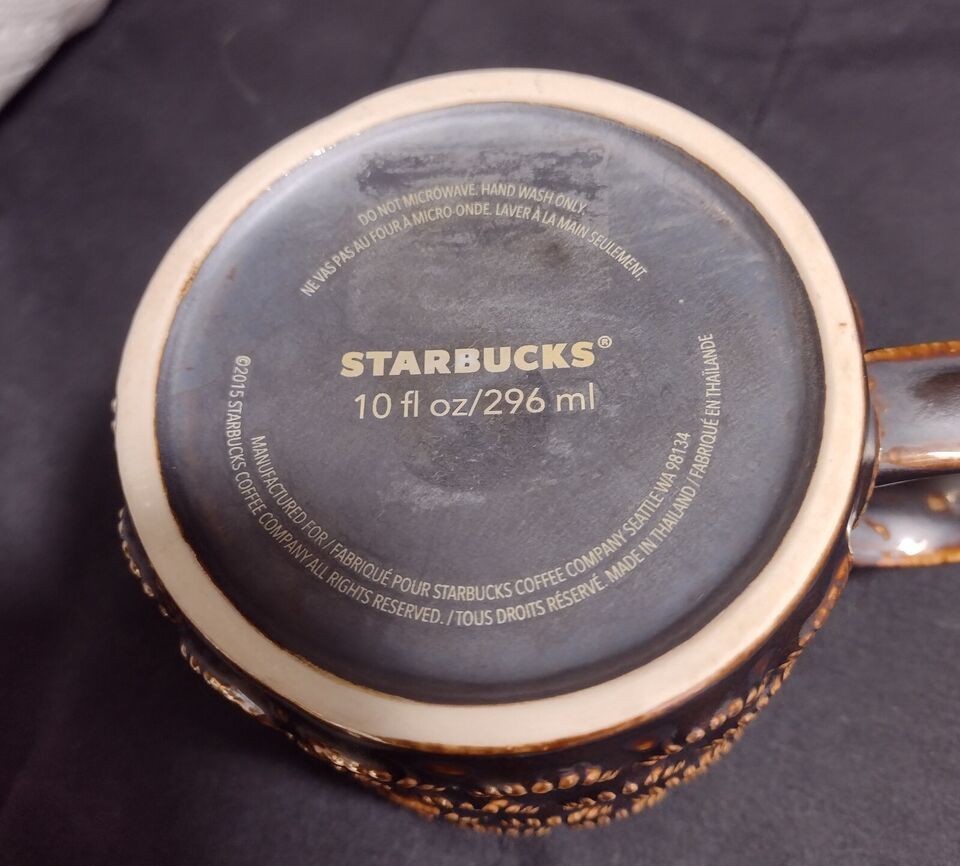 DO NOT MICROWAVE. HAND WASH ONLY.
NE VAS PAS AU FOUR À MICRO-ONDE. LAVER À LA MAIN SEULEMENT.
STARBUCKS®
10 fl oz/296 ml
MANUFACTURED FOR / FABRIQUÉ POUR STARBUCKS COFFEE COMPANY SEATTLE WA 98134
©2015 STARBUCKS COFFEE COMPANY ALL RIGHTS RESERVED. / TOUS DROITS RÉSERVÉ. MADE IN THAILAND / FABRIQUÉ EN THAÏLANDE